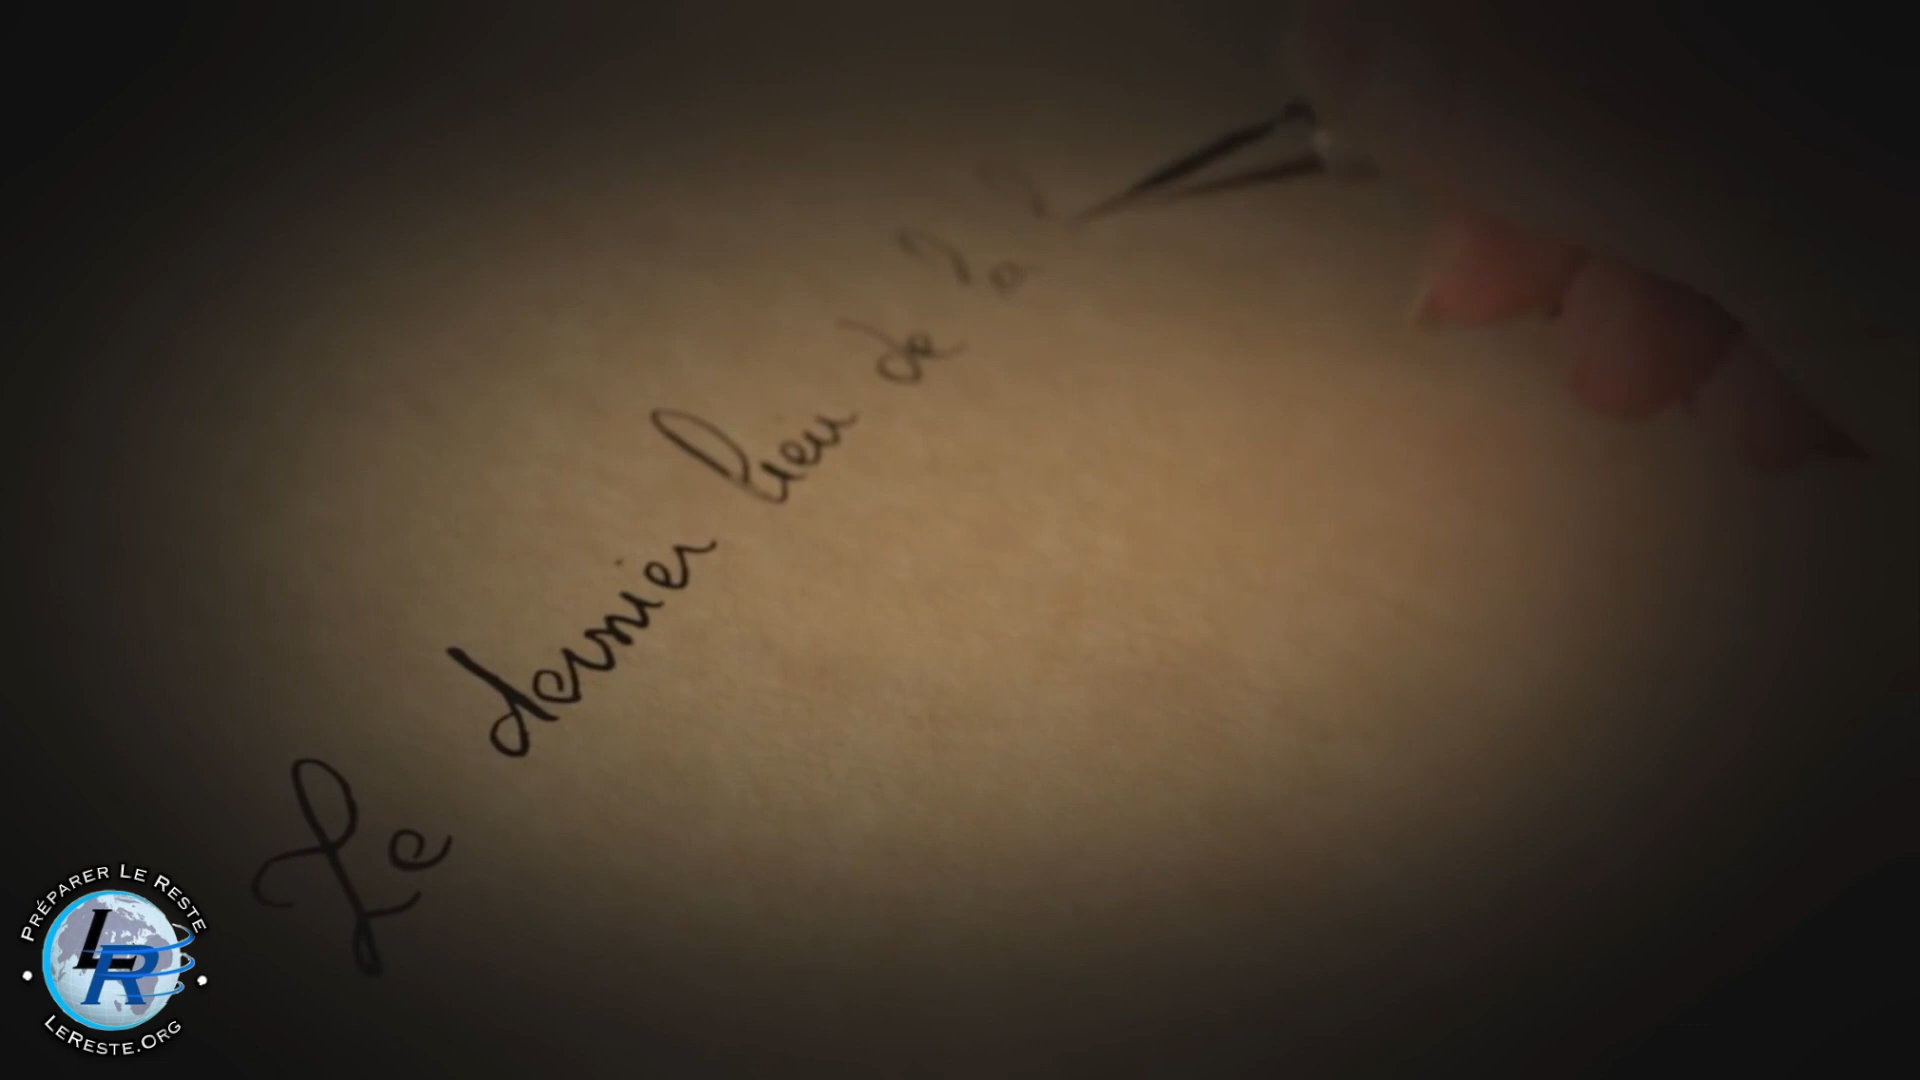 Le dernier lieu de
PRÉPARER LE RESTE
LR
LERESTE.ORG